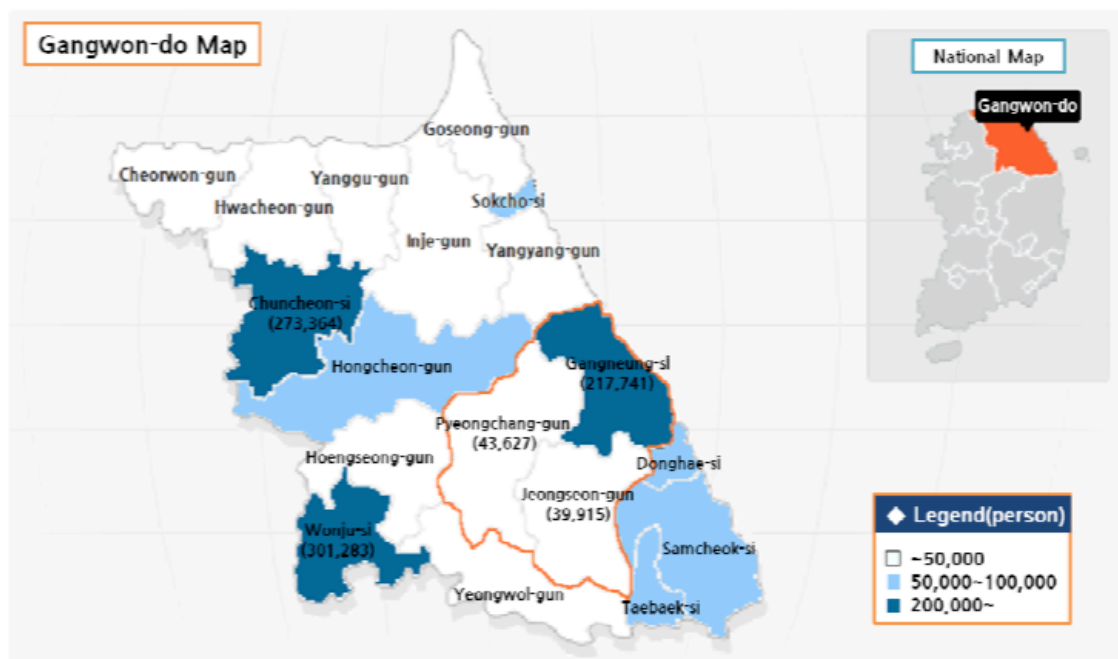 Gangwon-do Map
National Map
Gangwon-do
Goseong-gun
Cheorwon-gun
Yanggu-gun
Hwacheon-gun
Sokcho-si
Inje-gun
Yangyang-gun
Chuncheon-si
(273,364)
Hongcheon-gun
Gangneung-si
(217,741)
Pyeongchang-gun
(43,627)
Hoengseong-gun
Donghae-si
Jeongseon-gun
(39,915)
Wonju-si
(301,283)
Samcheok-si
Yeongwol-gun
Taebaek-si
◆ Legend(person)
~50,000
50,000~100,000
200,000~